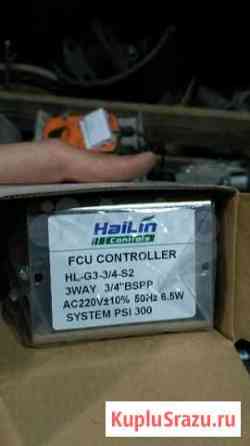 HaiLin
Controls
FCU CONTROLLER
HL-G3-3/4-S2
3WAY 3/4"BSPP
AC220V±10% 50Hz 6.5W
SYSTEM PSI 300
KupluSrazu.ru